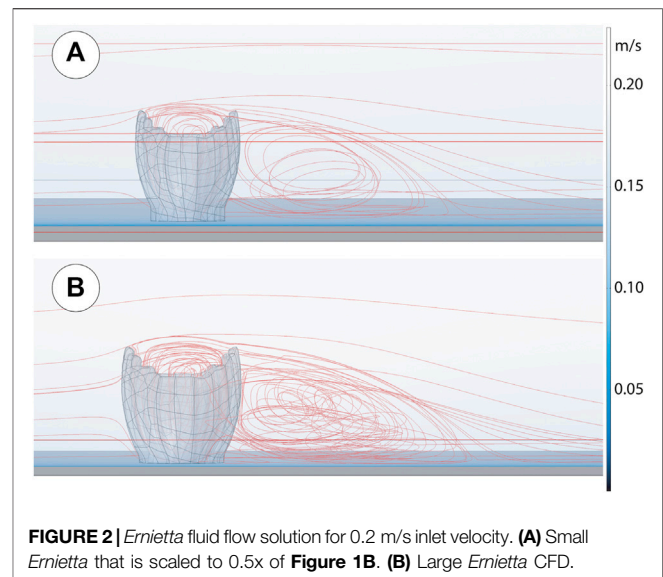 A
m/s
0.20
0.15
B
0.10
0.05
FIGURE 2 | Ernietta fluid flow solution for 0.2 m/s inlet velocity. (A) Small
Ernietta that is scaled to 0.5x of Figure 1B. (B) Large Ernietta CFD.